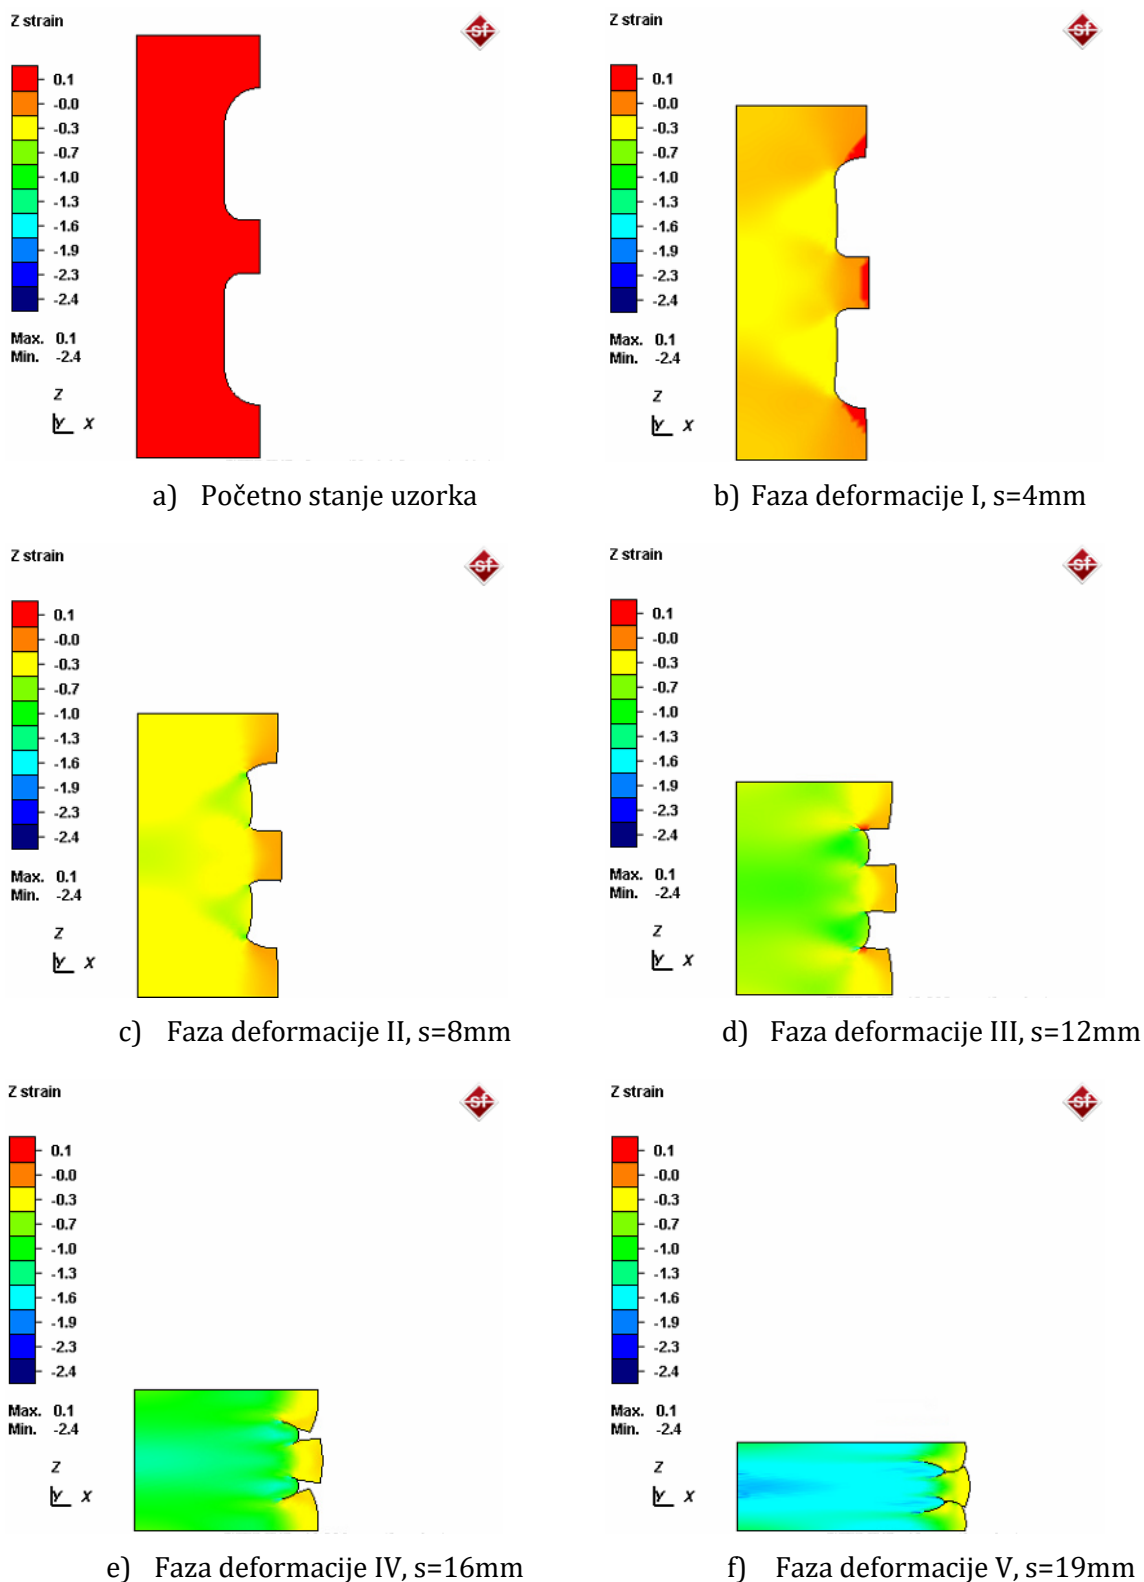 Z strain
sf
0.1
-0.0
-0.3
-0.7
-1.0
-1.3
-1.6
-1.9
-2.3
-2.4
Max. 0.1
Min. -2.4
Z
Y X
a) Početno stanje uzorka
Z strain
sf
0.1
-0.0
-0.3
-0.7
-1.0
-1.3
-1.6
-1.9
-2.3
-2.4
Max. 0.1
Min. -2.4
Z
Y X
b) Faza deformacije I, s=4mm
Z strain
sf
0.1
-0.0
-0.3
-0.7
-1.0
-1.3
-1.6
-1.9
-2.3
-2.4
Max. 0.1
Min. -2.4
Z
Y X
c) Faza deformacije II, s=8mm
Z strain
sf
0.1
-0.0
-0.3
-0.7
-1.0
-1.3
-1.6
-1.9
-2.3
-2.4
Max. 0.1
Min. -2.4
Z
Y X
d) Faza deformacije III, s=12mm
Z strain
sf
0.1
-0.0
-0.3
-0.7
-1.0
-1.3
-1.6
-1.9
-2.3
-2.4
Max. 0.1
Min. -2.4
Z
Y X
e) Faza deformacije IV, s=16mm
Z strain
sf
0.1
-0.0
-0.3
-0.7
-1.0
-1.3
-1.6
-1.9
-2.3
-2.4
Max. 0.1
Min. -2.4
Z
Y X
f) Faza deformacije V, s=19mm